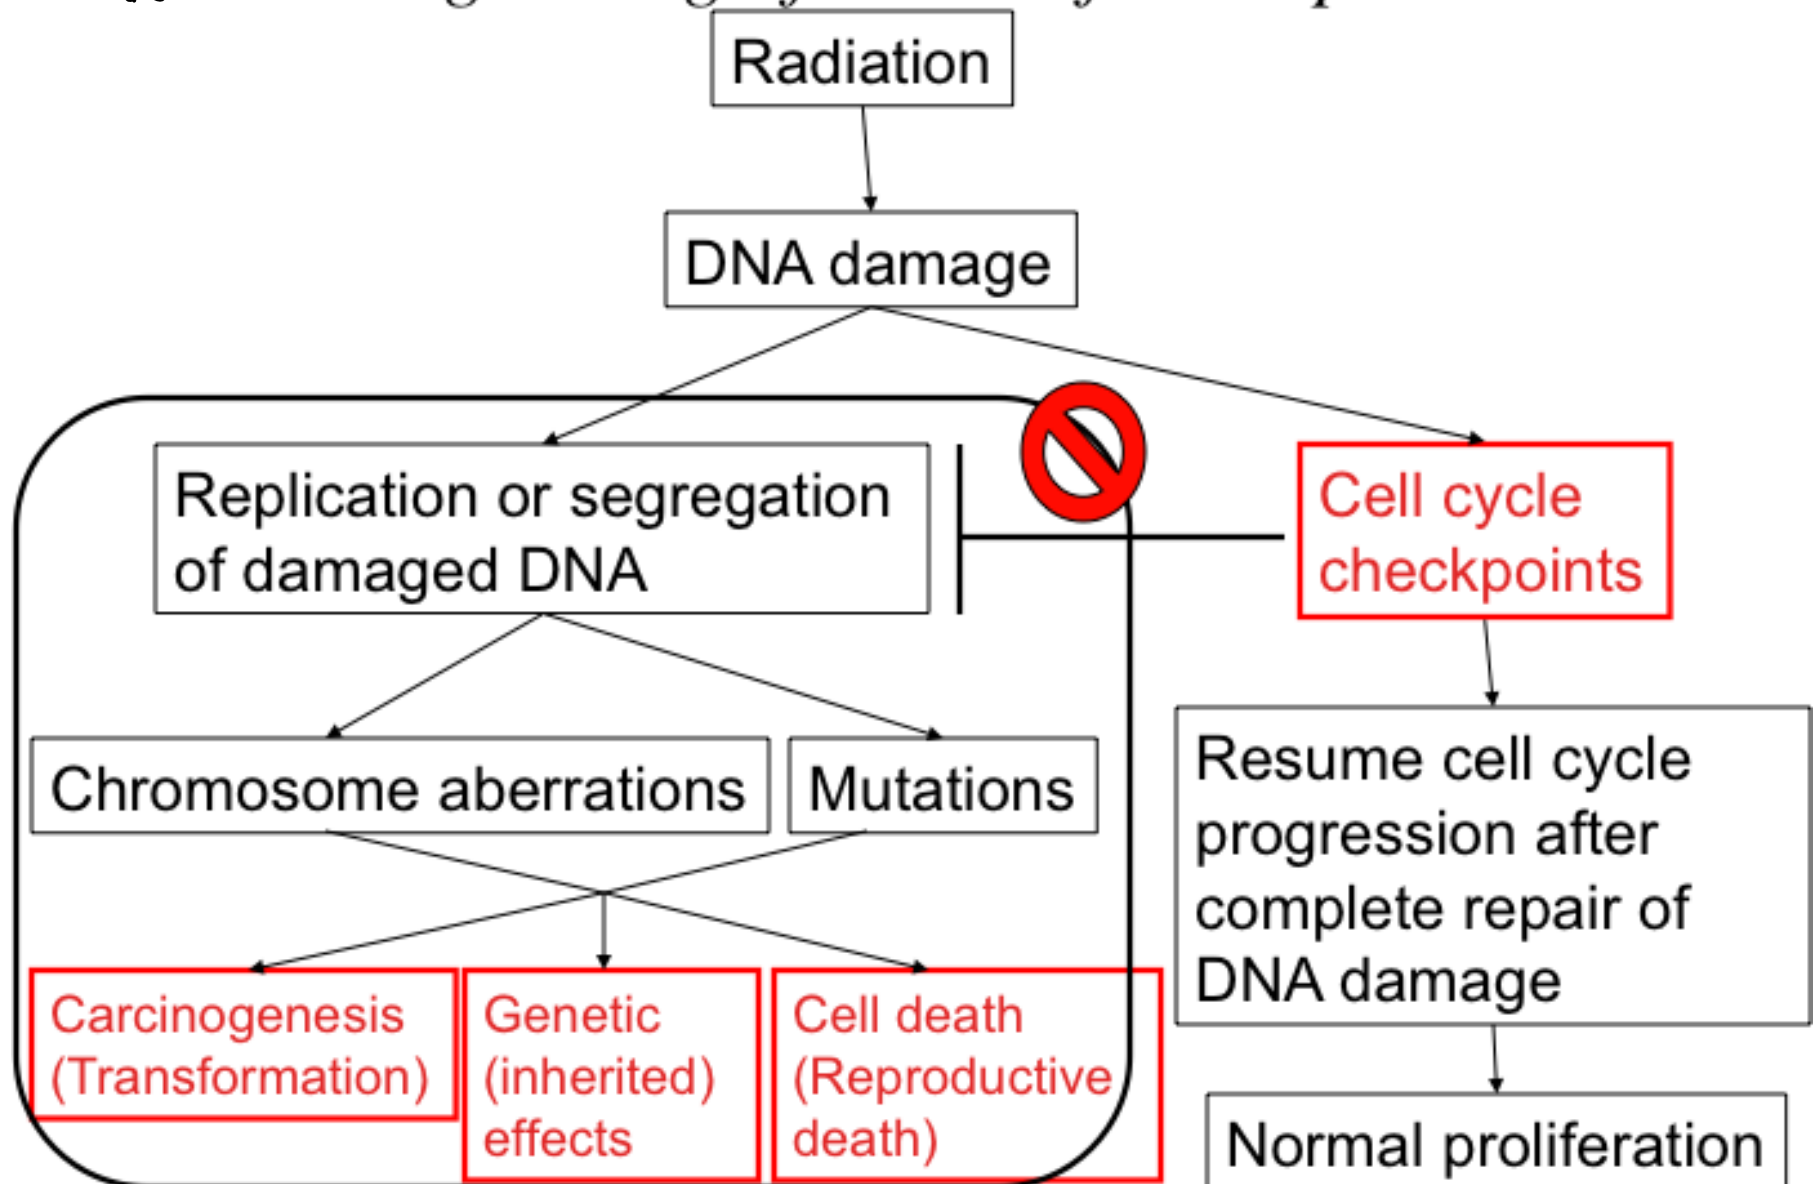 Radiation
DNA damage
Replication or segregation
of damaged DNA
Cell cycle
checkpoints
Chromosome aberrations
Mutations
Resume cell cycle
progression after
complete repair of
DNA damage
Carcinogenesis
(Transformation)
Genetic
(inherited)
effects
Cell death
(Reproductive
death)
Normal proliferation